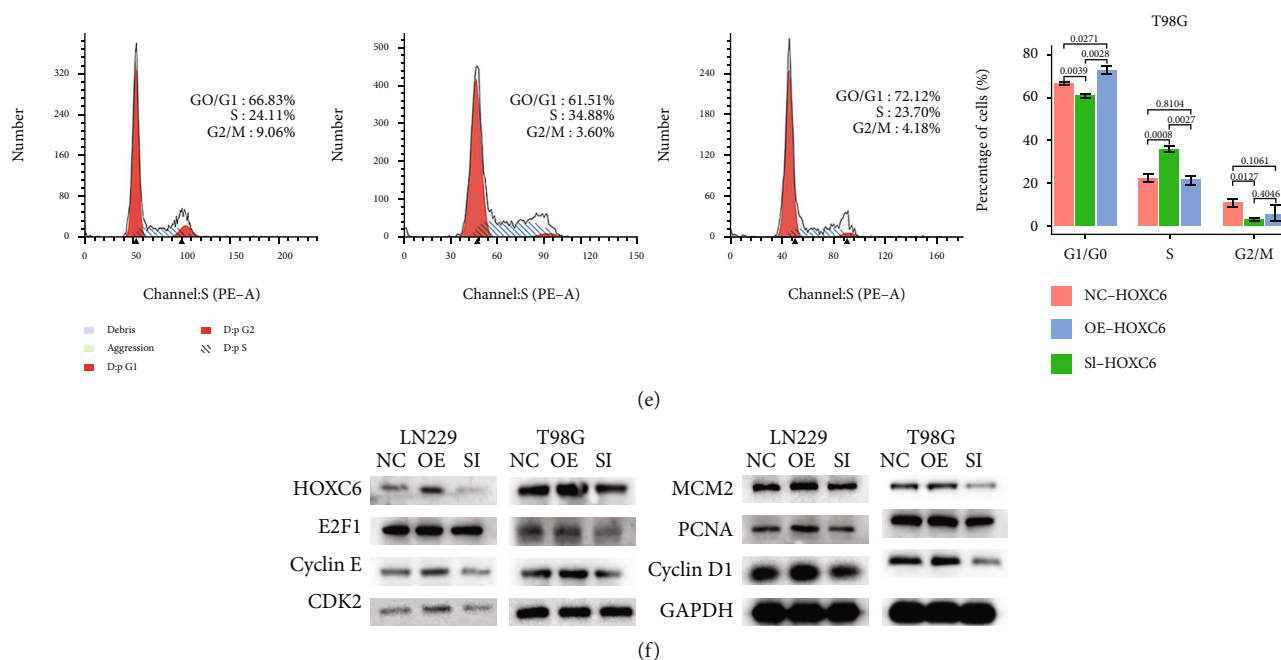 320
240
160
80
0
Number
GO/G1 : 66.83%
S : 24.11%
G2/M : 9.06%
0 50 100 150 200
Channel:S (PE–A)
500
400
300
200
100
0
Number
GO/G1 : 61.51%
S : 34.88%
G2/M : 3.60%
0 30 60 90 120 150
Channel:S (PE–A)
280
210
140
70
0
Number
GO/G1 : 72.12%
S : 23.70%
G2/M : 4.18%
0 40 80 120 160
Channel:S (PE–A)
Debris
Aggression
D:p G1
D:p G2
D:p S
T98G
Percentage of cells (%)
80
60
40
20
0
0.0271
0.0028
0.0039
0.8104
0.0027
0.0008
0.1061
0.0127
0.4046
G1/G0 S G2/M
NC–HOXC6
OE–HOXC6
SI–HOXC6
(e)
LN229 T98G
NC OE SI NC OE SI
HOXC6
E2F1
Cyclin E
CDK2
LN229 T98G
NC OE SI NC OE SI
MCM2
PCNA
Cyclin D1
GAPDH
(f)